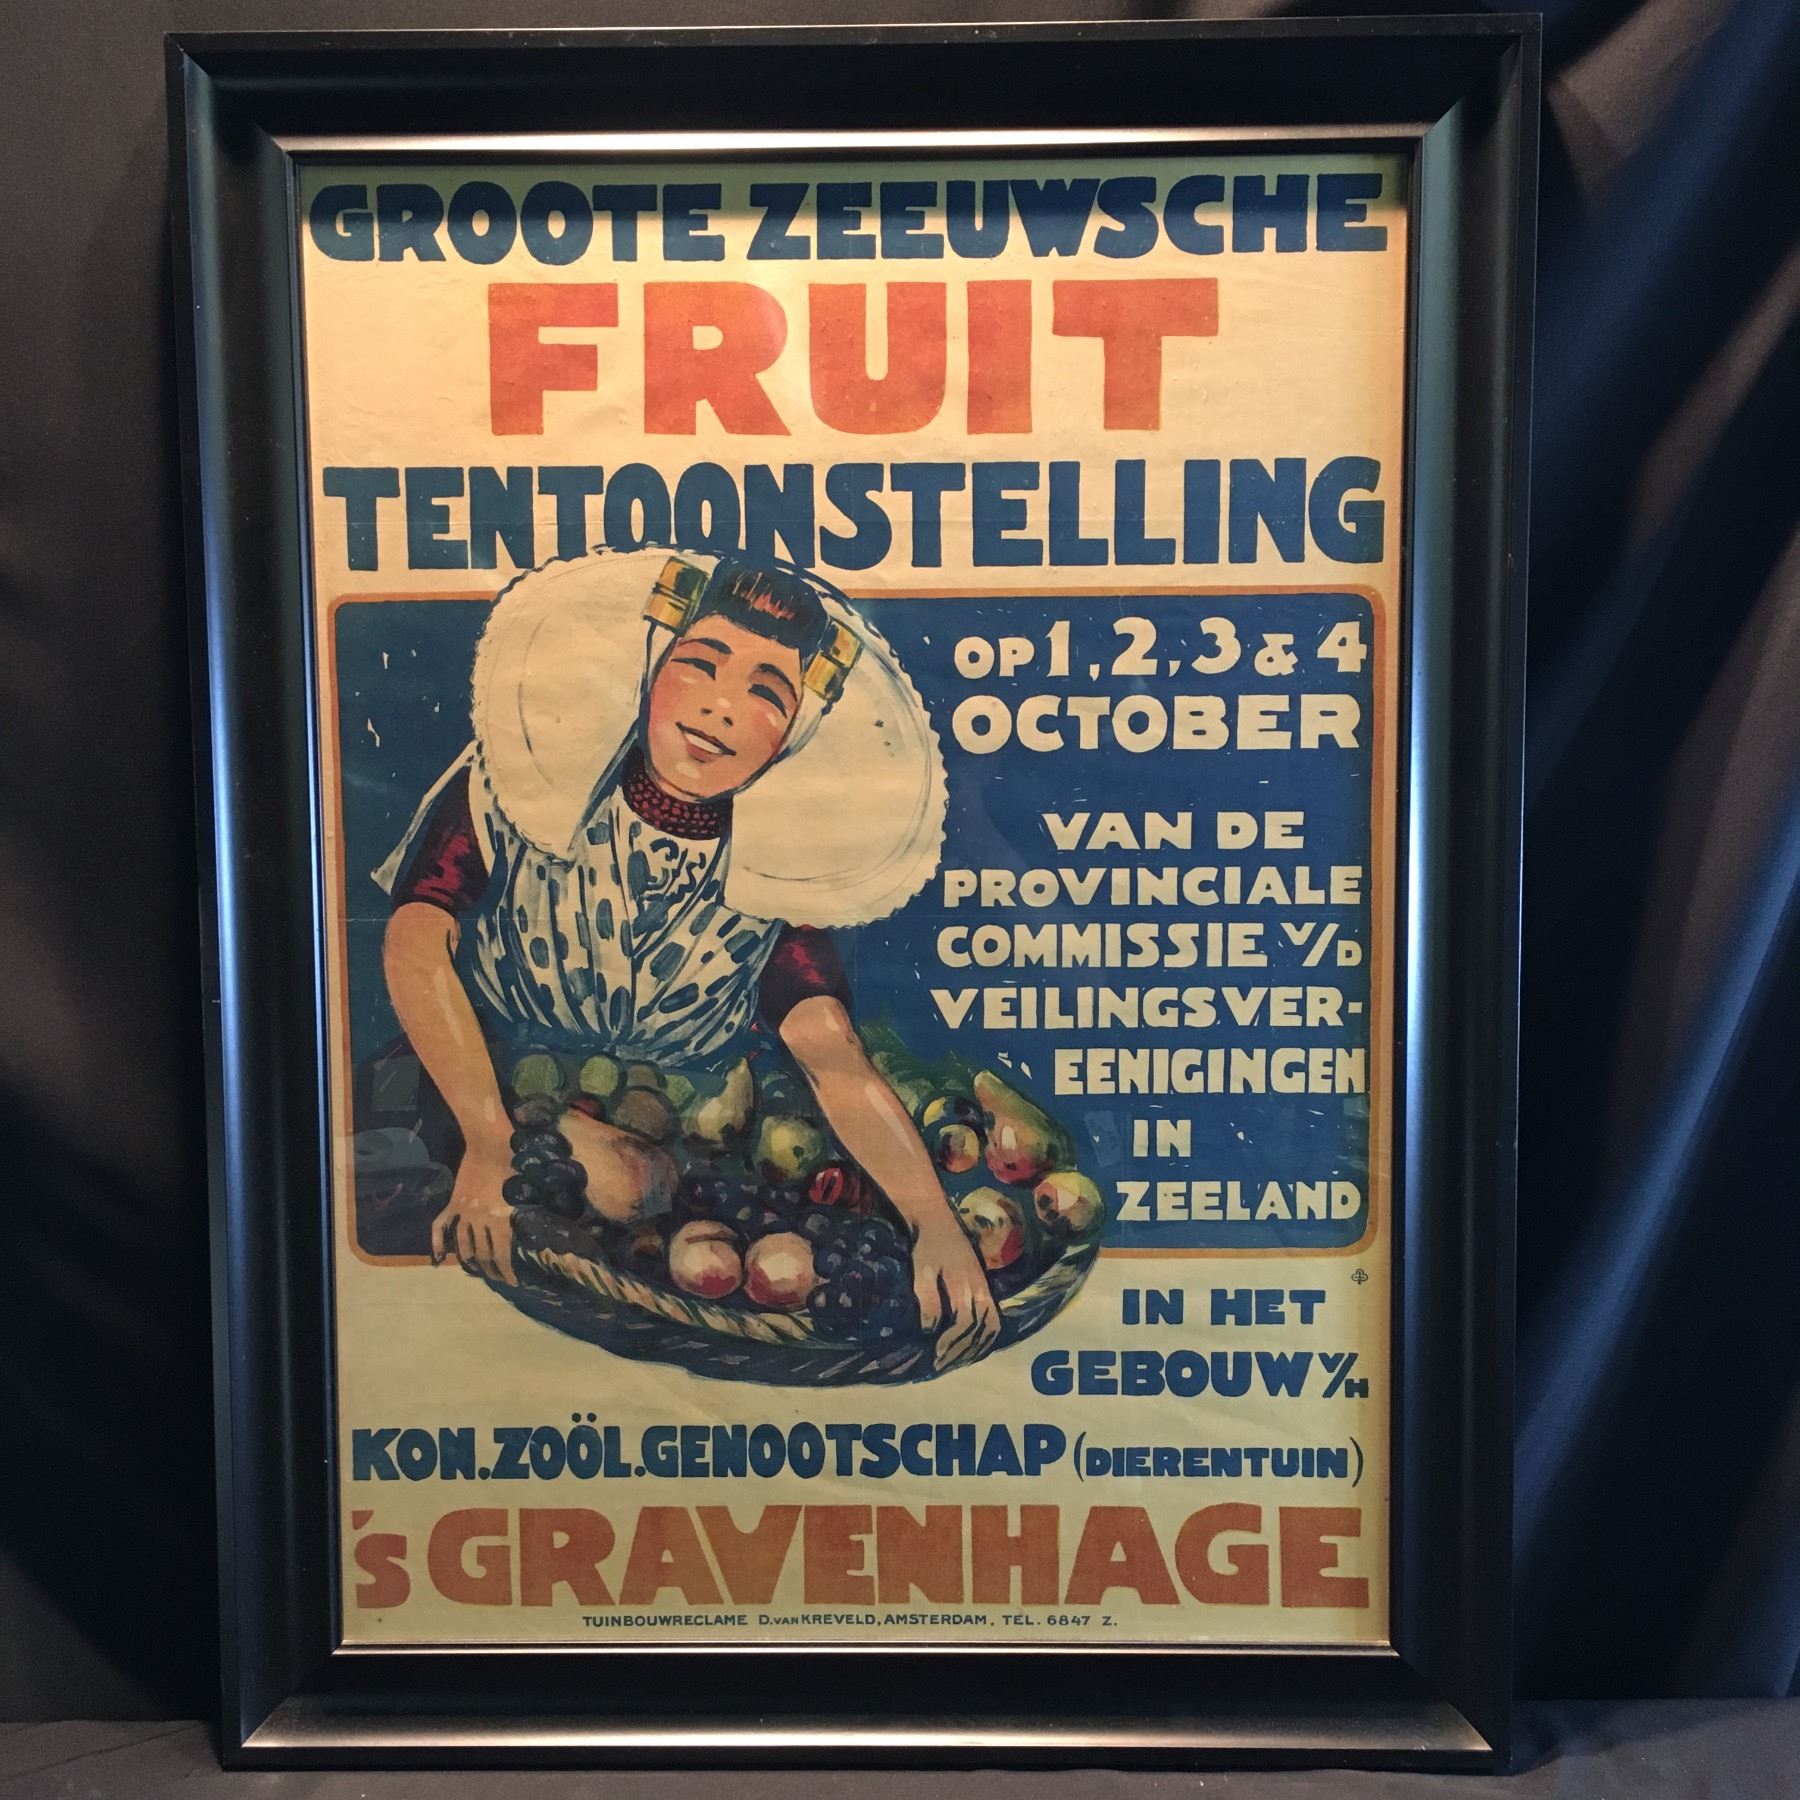 GROOTE ZEEUWSCHE
FRUIT
TENTOONSTELLING
OP 1, 2, 3 & 4
OCTOBER
VAN DE
PROVINCIALE
COMMISSIE V/D
VEILINGSVER-
EENIGINGEN
IN
ZEELAND
IN HET
GEBOUW V/H
KON. ZOÖL. GENOOTSCHAP (DIERENTUIN)
'S GRAVENHAGE
TUINBOUWRECLAME D. VAN KREVELD, AMSTERDAM, TEL. 6847 Z.